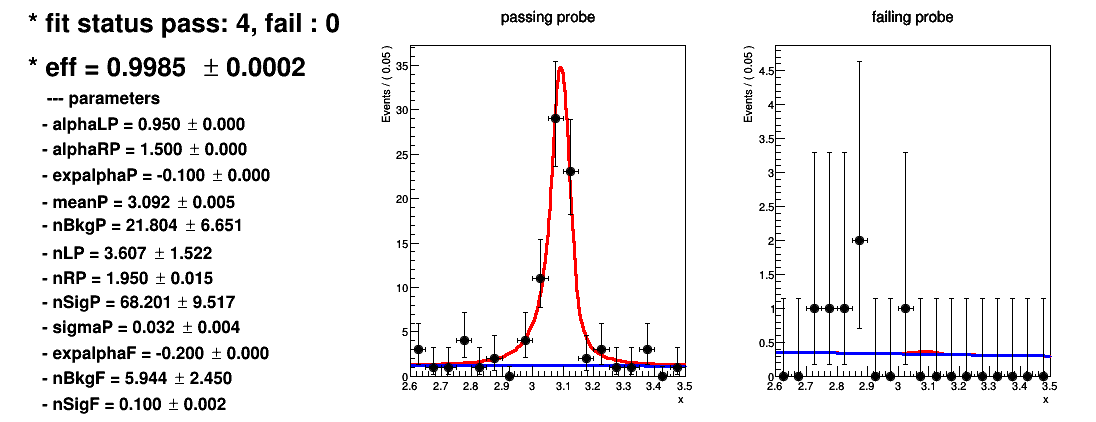 * fit status pass: 4, fail : 0
* eff = 0.9985 ± 0.0002
--- parameters
- alphaLP = 0.950 ± 0.000
- alphaRP = 1.500 ± 0.000
- expalphaP = -0.100 ± 0.000
- meanP = 3.092 ± 0.005
- nBkgP = 21.804 ± 6.651
- nLP = 3.607 ± 1.522
- nRP = 1.950 ± 0.015
- nSigP = 68.201 ± 9.517
- sigmaP = 0.032 ± 0.004
- expalphaF = -0.200 ± 0.000
- nBkgF = 5.944 ± 2.450
- nSigF = 0.100 ± 0.002
passing probe
Events / ( 0.05 )
35
30
25
20
15
10
5
0
2.6 2.7 2.8 2.9 3 3.1 3.2 3.3 3.4 3.5
x
failing probe
Events / ( 0.05 )
4.5
4
3.5
3
2.5
2
1.5
1
0.5
0
2.6 2.7 2.8 2.9 3 3.1 3.2 3.3 3.4 3.5
x